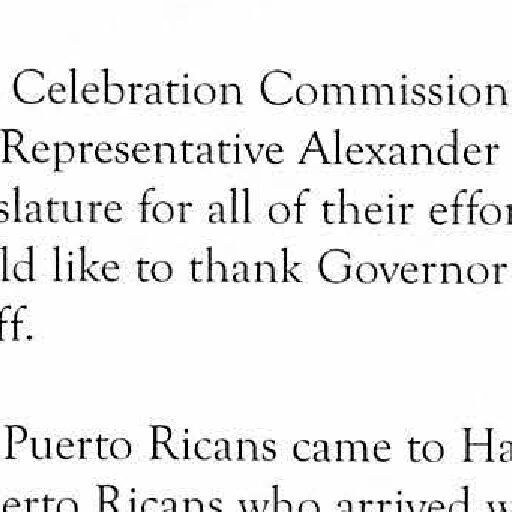 Celebration Commission
Representative Alexander
slature for all of their effor
ld like to thank Governor
ff.
Puerto Ricans came to Ha
erto Ricans who arrived w